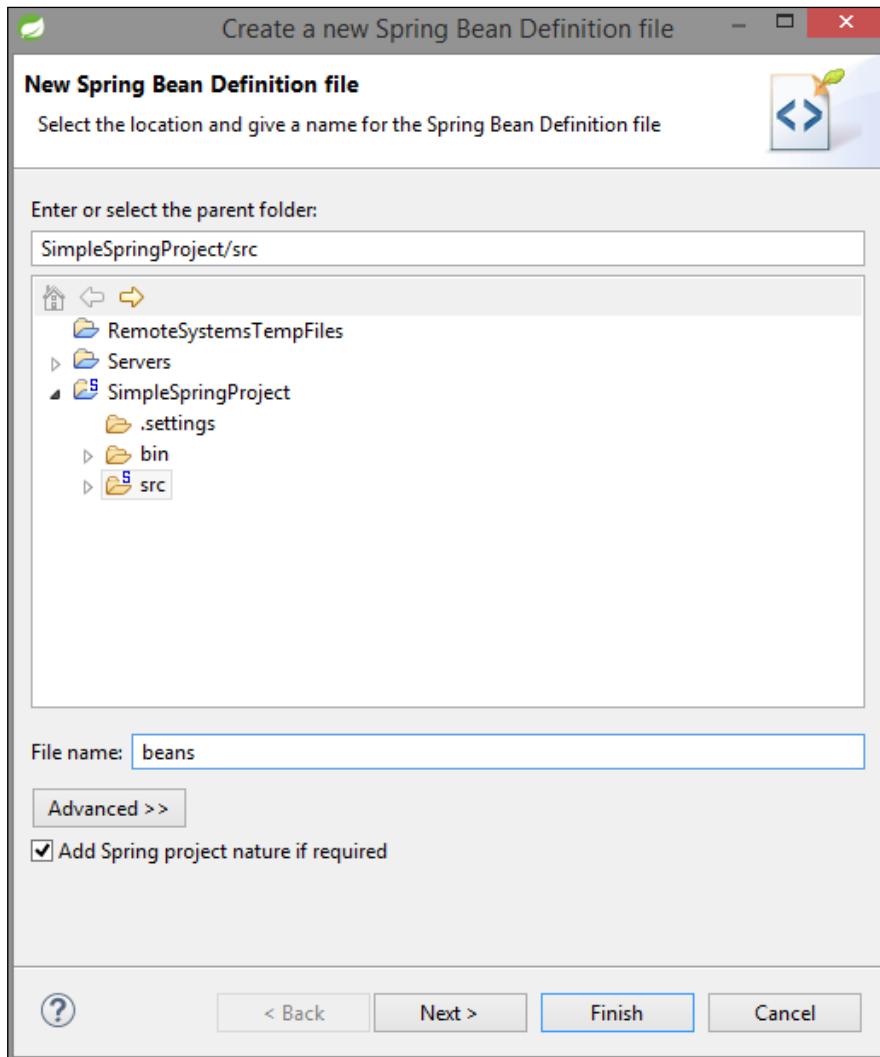 Create a new Spring Bean Definition file
New Spring Bean Definition file
Select the location and give a name for the Spring Bean Definition file
Enter or select the parent folder:
SimpleSpringProject/src
RemoteSystemsTempFiles
Servers
SimpleSpringProject
.settings
bin
src
File name: beans
Advanced >>
Add Spring project nature if required
< Back Next > Finish Cancel